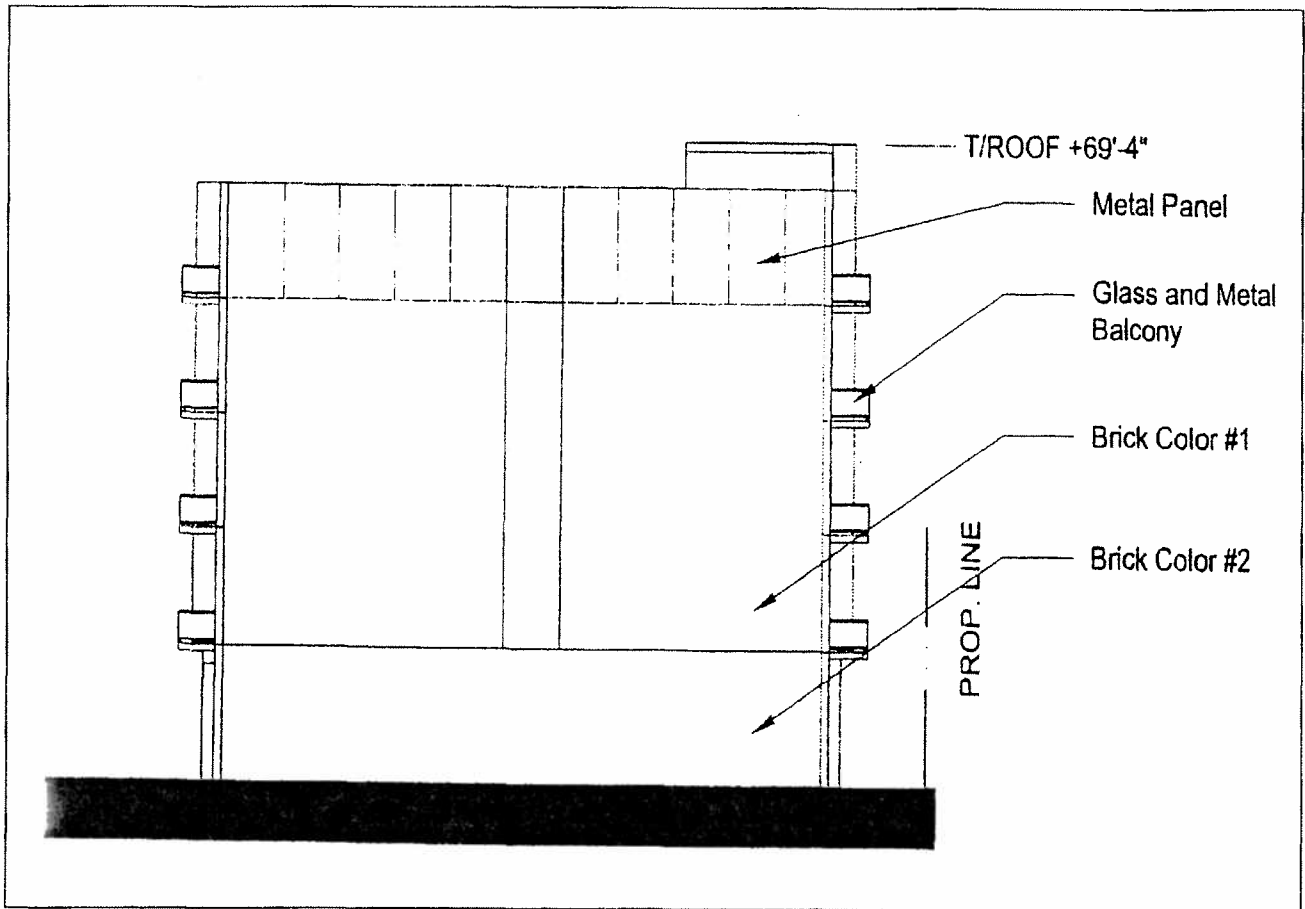 T/ROOF +69'-4"
Metal Panel
Glass and Metal
Balcony
Brick Color #1
Brick Color #2
PROP. LINE